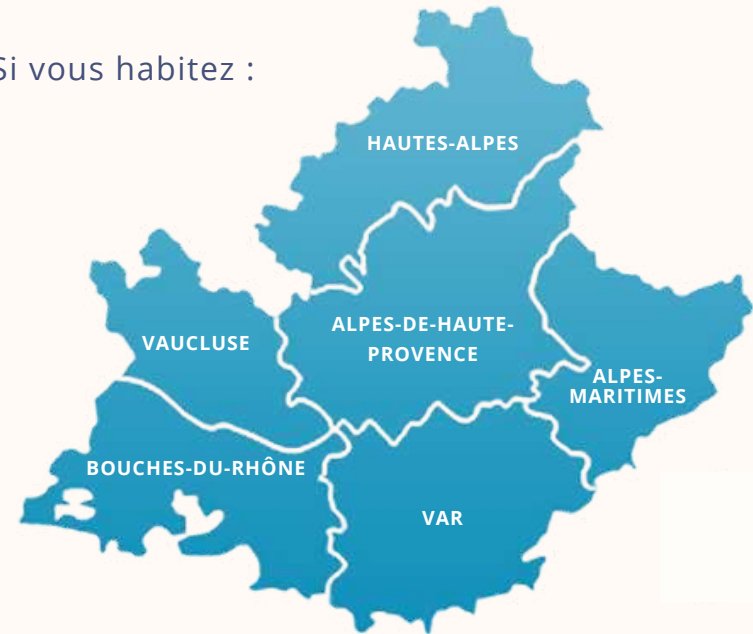 Si vous habitez :
HAUTES-ALPES
ALPES-DE-HAUTE-
PROVENCE
VAUCLUSE
ALPES-
MARITIMES
BOUCHES-DU-RHÔNE
VAR